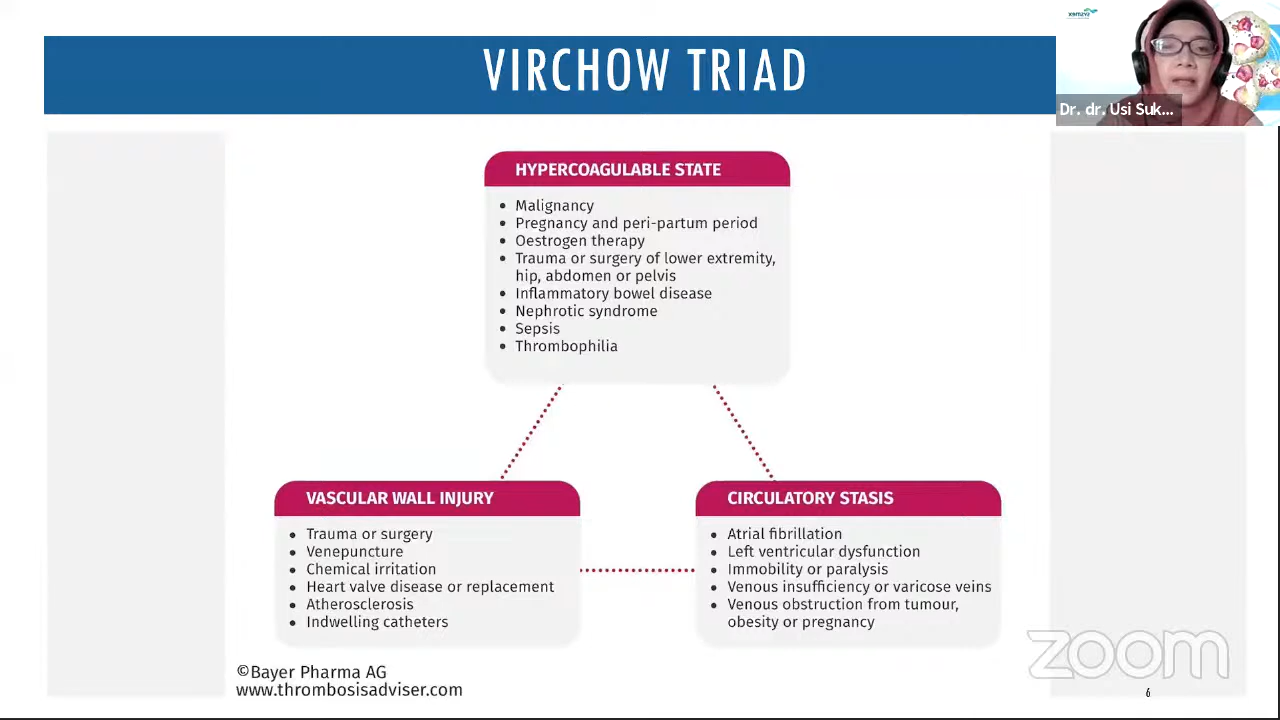 VIRCHOW TRIAD
Dr. dr. Usi Suk...
HYPERCOAGULABLE STATE
• Malignancy
• Pregnancy and peri-partum period
• Oestrogen therapy
• Trauma or surgery of lower extremity,
hip, abdomen or pelvis
• Inflammatory bowel disease
• Nephrotic syndrome
• Sepsis
• Thrombophilia
VASCULAR WALL INJURY
• Trauma or surgery
• Venepuncture
• Chemical irritation
• Heart valve disease or replacement
• Atherosclerosis
• Indwelling catheters
CIRCULATORY STASIS
• Atrial fibrillation
• Left ventricular dysfunction
• Immobility or paralysis
• Venous insufficiency or varicose veins
• Venous obstruction from tumour,
obesity or pregnancy
©Bayer Pharma AG
www.thrombosisadviser.com
zoom
6